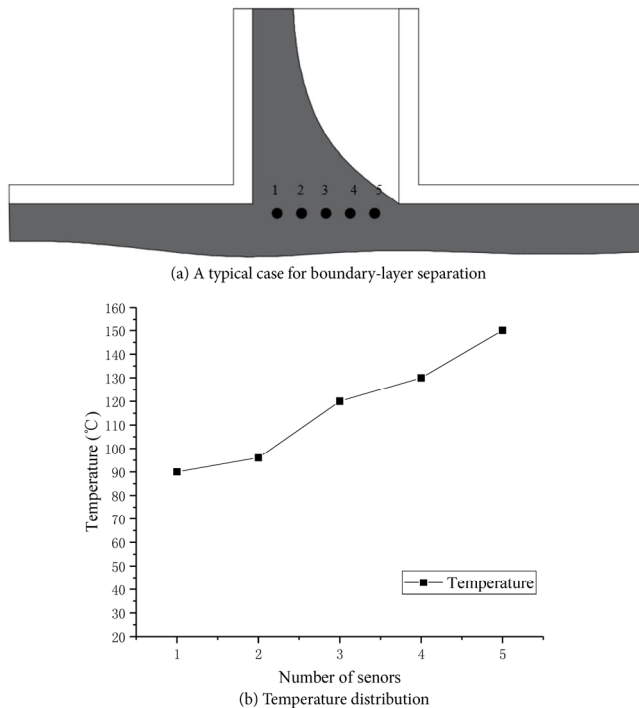 1 2 3 4 5
(a) A typical case for boundary-layer separation
160
150
140
130
120
110
100
90
80
70
60
50
40
30
20
Temperature (℃)
Temperature
1 2 3 4 5
Number of senors
(b) Temperature distribution